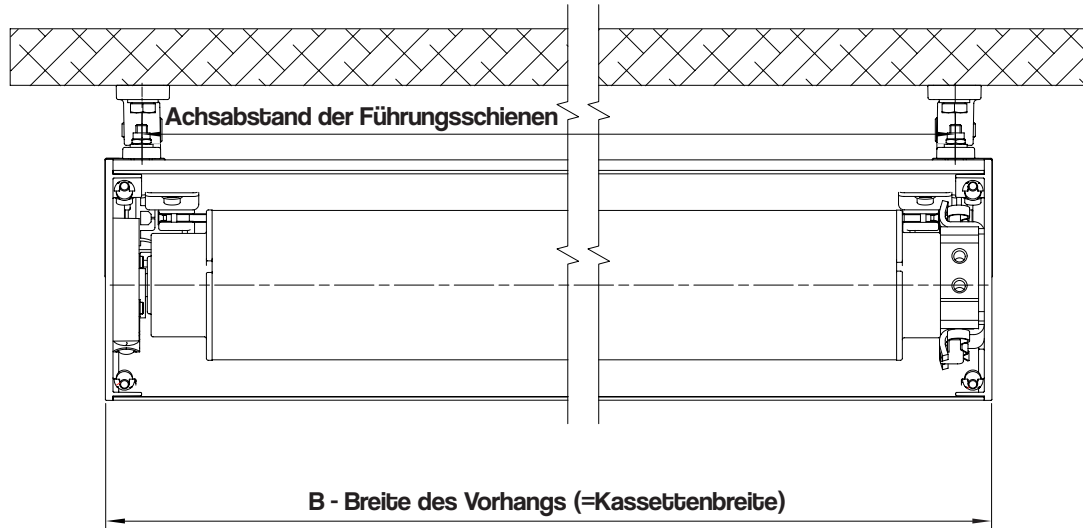 Achsabstand der Führungsschienen
B - Breite des Vorhangs (=Kassettenbreite)